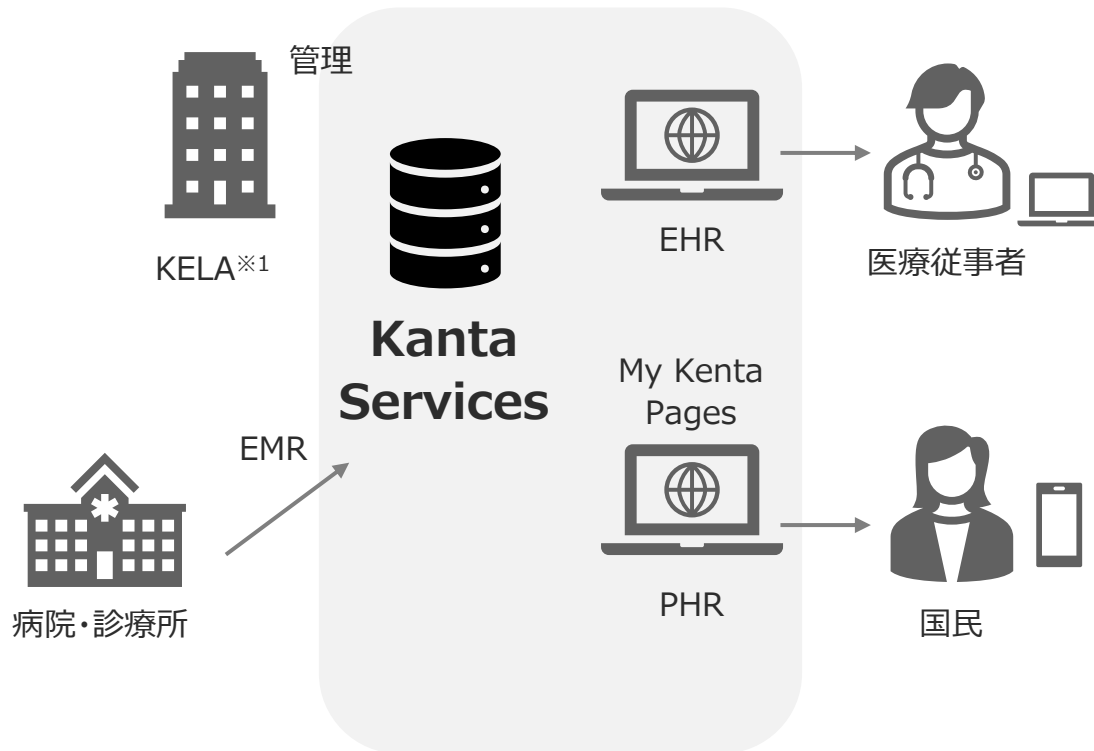 管理
KELA※1
Kanta
Services
EMR
病院・診療所
EHR
医療従事者
My Kenta
Pages
PHR
国民